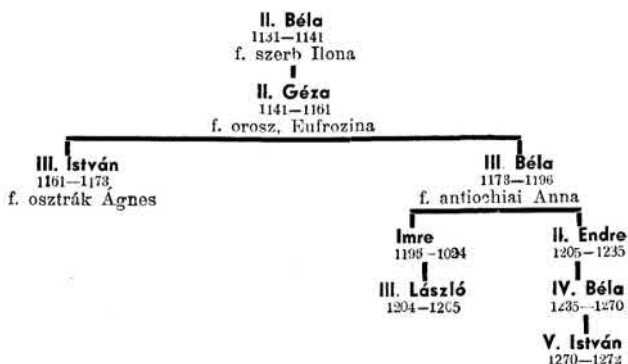 II. Béla
1131—1141
f. szerb Ilona
II. Géza
1141—1161
f. orosz, Eufrozina
III. István
1161—1173
f. osztrák Ágnes
III. Béla
1173—1196
f. antiochiai Anna
Imre
1196—1094
II. Endre
1205—1235
III. László
1204—1205
IV. Béla
1235—1270
V. István
1270—1272